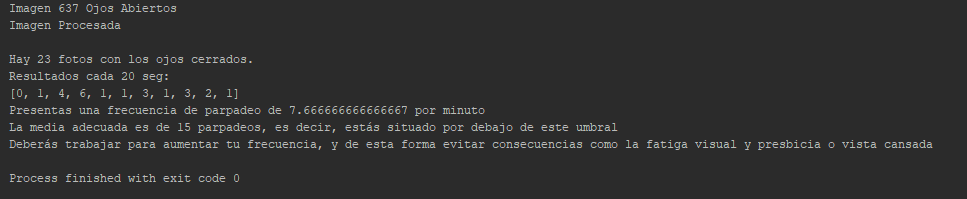 Imagen 637 Ojos Abiertos
Imagen Procesada
Hay 23 fotos con los ojos cerrados.
Resultados cada 20 seg:
[0, 1, 4, 6, 1, 1, 3, 1, 3, 2, 1]
Presentas una frecuencia de parpadeo de 7.666666666666667 por minuto
La media adecuada es de 15 parpadeos, es decir, estás situado por debajo de este umbral
Deberás trabajar para aumentar tu frecuencia, y de esta forma evitar consecuencias como la fatiga visual y presbicia o vista cansada
Process finished with exit code 0